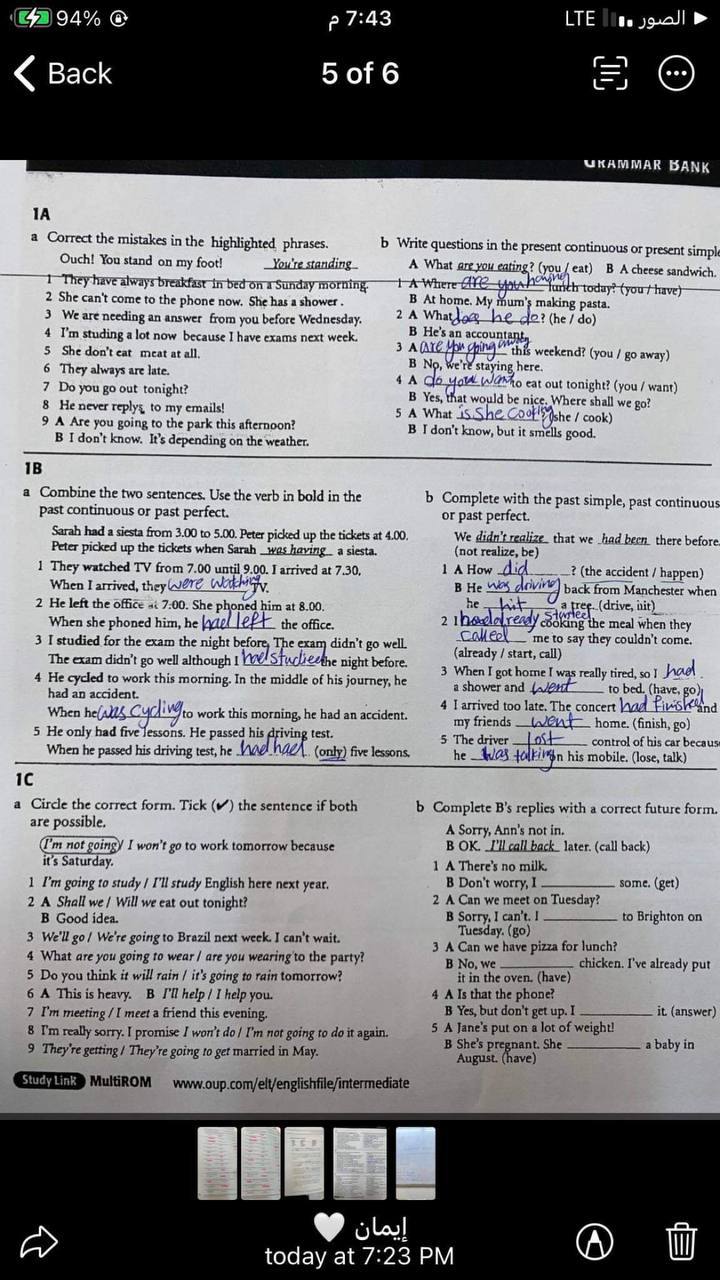 94%
7:43 م
LTE
الصور
Back
5 of 6
GRAMMAR BANK
1A
a Correct the mistakes in the highlighted phrases.
Ouch! You stand on my foot! You're standing
1 They have always breakfast in bed on a Sunday morning.
2 She can't come to the phone now. She has a shower.
3 We are needing an answer from you before Wednesday.
4 I'm studing a lot now because I have exams next week.
5 She don't eat meat at all.
6 They always are late.
7 Do you go out tonight?
8 He never replys to my emails!
9 A Are you going to the park this afternoon?
B I don't know. It's depending on the weather.
b Write questions in the present continuous or present simple
A What are you eating? (you / eat) B A cheese sandwich.
1 A Where are you having lunch today? (you / have)
B At home. My mum's making pasta.
2 A What does he do? (he / do)
B He's an accountant.
3 A are you going away this weekend? (you / go away)
B No, we're staying here.
4 A do you want to eat out tonight? (you / want)
B Yes, that would be nice. Where shall we go?
5 A What is she cooking? (she / cook)
B I don't know, but it smells good.
1B
a Combine the two sentences. Use the verb in bold in the
past continuous or past perfect.
Sarah had a siesta from 3.00 to 5.00. Peter picked up the tickets at 4.00.
Peter picked up the tickets when Sarah was having a siesta.
1 They watched TV from 7.00 until 9.00. I arrived at 7.30.
When I arrived, they were watching TV.
2 He left the office at 7:00. She phoned him at 8.00.
When she phoned him, he had left the office.
3 I studied for the exam the night before. The exam didn't go well.
The exam didn't go well although I had studied the night before.
4 He cycled to work this morning. In the middle of his journey, he
had an accident.
When he was cycling to work this morning, he had an accident.
5 He only had five lessons. He passed his driving test.
When he passed his driving test, he had had (only) five lessons.
b Complete with the past simple, past continuous
or past perfect.
We didn't realize that we had been there before.
(not realize, be)
1 A How did ? (the accident / happen)
B He was driving back from Manchester when
he hit a tree. (drive, hit)
2 I had already started cooking the meal when they
called me to say they couldn't come.
(already / start, call)
3 When I got home I was really tired, so I had
a shower and went to bed. (have, go)
4 I arrived too late. The concert had finished and
my friends went home. (finish, go)
5 The driver lost control of his car because
he was talking on his mobile. (lose, talk)
1C
a Circle the correct form. Tick (✔) the sentence if both
are possible.
I'm not going / I won't go to work tomorrow because
it's Saturday.
1 I'm going to study / I'll study English here next year.
2 A Shall we / Will we eat out tonight?
B Good idea.
3 We'll go / We're going to Brazil next week. I can't wait.
4 What are you going to wear / are you wearing to the party?
5 Do you think it will rain / it's going to rain tomorrow?
6 A This is heavy. B I'll help / I help you.
7 I'm meeting / I meet a friend this evening.
8 I'm really sorry. I promise I won't do / I'm not going to do it again.
9 They're getting / They're going to get married in May.
b Complete B's replies with a correct future form.
A Sorry, Ann's not in.
B OK. I'll call back later. (call back)
1 A There's no milk.
B Don't worry, I ________ some. (get)
2 A Can we meet on Tuesday?
B Sorry, I can't. I ________ to Brighton on
Tuesday. (go)
3 A Can we have pizza for lunch?
B No, we ________ chicken. I've already put
it in the oven. (have)
4 A Is that the phone?
B Yes, but don't get up. I ________ it. (answer)
5 A Jane's put on a lot of weight!
B She's pregnant. She ________ a baby in
August. (have)
Study Link MultiROM www.oup.com/elt/englishfile/intermediate
إيمان
today at 7:23 PM